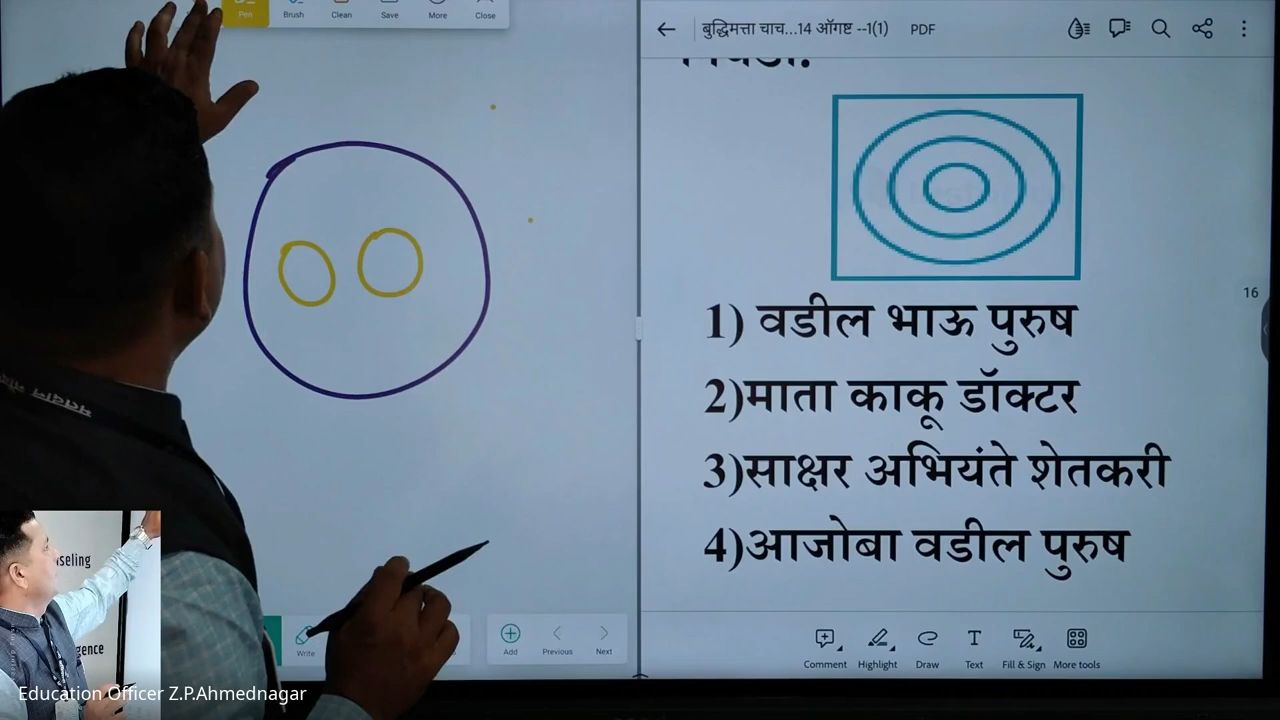 Pen Brush Clean Save More Close
बुद्धिमत्ता चाच...14 ऑगष्ट --1(1) PDF
16
1) वडील भाऊ पुरुष
2)माता काकू डॉक्टर
3)साक्षर अभियंते शेतकरी
4)आजोबा वडील पुरुष
seling
gence
Write
Add Previous Next
Comment Highlight Draw Text Fill & Sign More tools
Education Officer Z.P.Ahmednagar